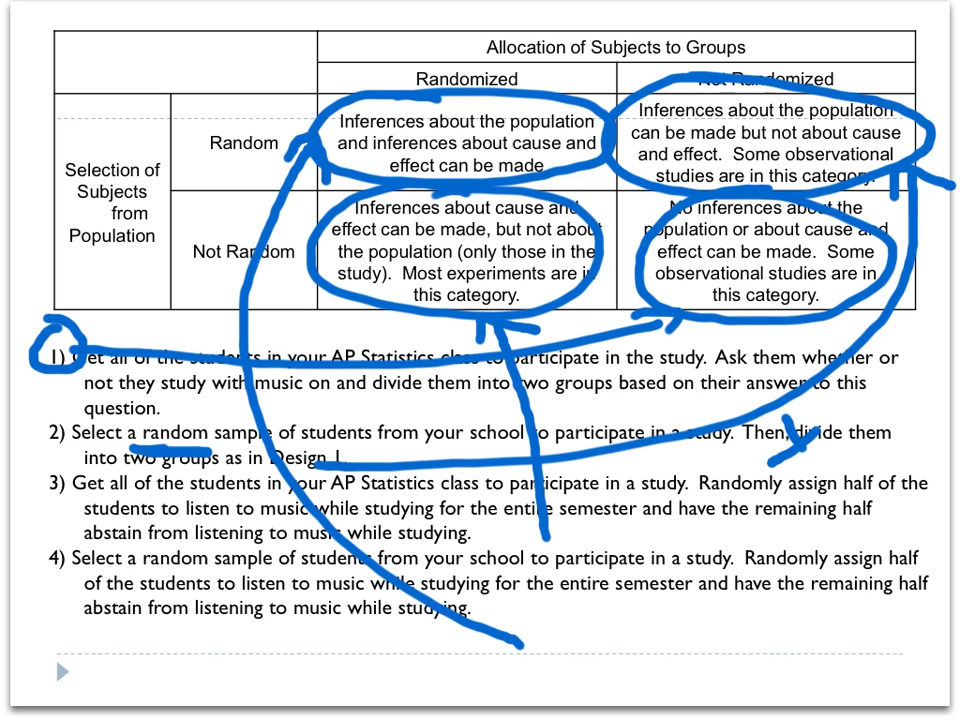 Allocation of Subjects to Groups
Randomized
Not Randomized
Selection of
Subjects
from
Population
Random
Inferences about the population
and inferences about cause and
effect can be made.
Inferences about the population
can be made but not about cause
and effect.  Some observational
studies are in this category.
Not Random
Inferences about cause and
effect can be made, but not about
the population (only those in the
study).  Most experiments are in
this category.
No inferences about the
population or about cause and
effect can be made.  Some
observational studies are in
this category.
1) Get all of the students in your AP Statistics class to participate in the study.  Ask them whether or
not they study with music on and divide them into two groups based on their answer to this
question.
2) Select a random sample of students from your school to participate in a study.  Then, divide them
into two groups as in Design 1.
3) Get all of the students in your AP Statistics class to participate in a study.  Randomly assign half of the
students to listen to music while studying for the entire semester and have the remaining half
abstain from listening to music while studying.
4) Select a random sample of students from your school to participate in a study.  Randomly assign half
of the students to listen to music while studying for the entire semester and have the remaining half
abstain from listening to music while studying.